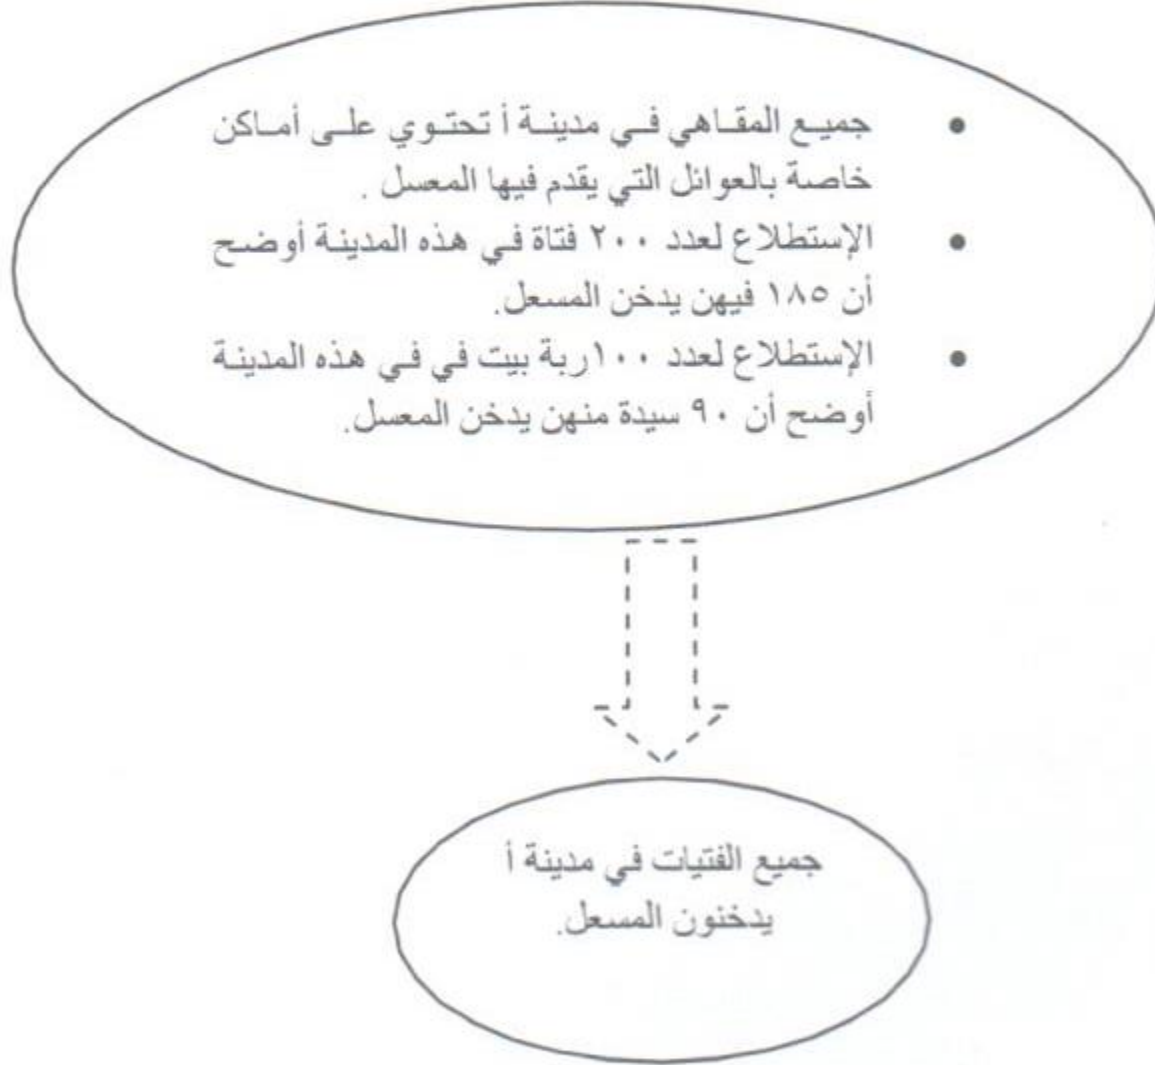 • جميع المقاهي في مدينة أ تحتوي على أماكن
خاصة بالعوائل التي يقدم فيها المعسل .
• الإستطلاع لعدد ٢٠٠ فتاة في هذه المدينة أوضح
أن ١٨٥ فيهن يدخن المسعل.
• الإستطلاع لعدد ١٠٠ربة بيت في في هذه المدينة
أوضح أن ٩٠ سيدة منهن يدخن المعسل.
جميع الفتيات في مدينة أ
يدخنون المسعل.